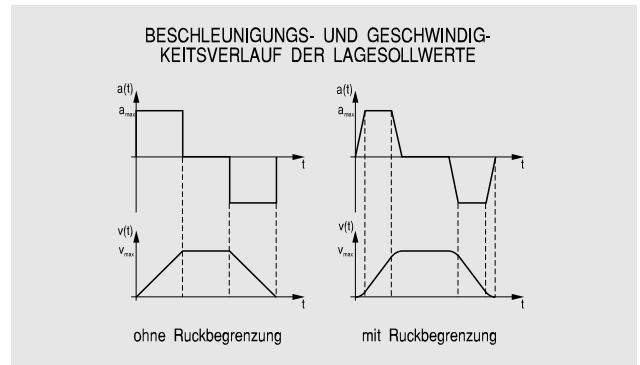 BESCHLEUNIGUNGS- UND GESCHWINDIG-
KEITSVERLAUF DER LAGESOLLWERTE
a(t)
a max
t
v(t)
v max
t
ohne Ruckbegrenzung
a(t)
a max
t
v(t)
v max
t
mit Ruckbegrenzung